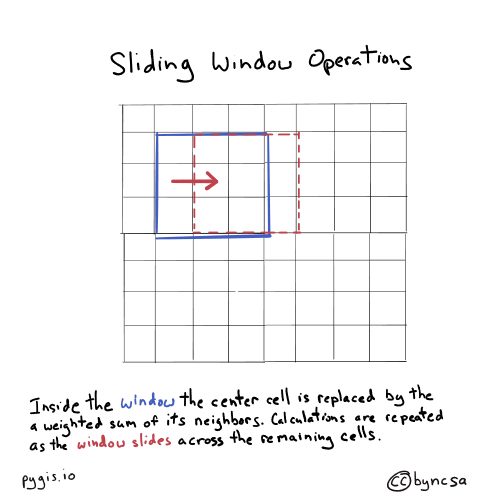 Sliding Window Operations
Inside the window the center cell is replaced by the
a weighted sum of its neighbors. Calculations are repeated
as the window slides across the remaining cells.
pygis.io
cc byncsa